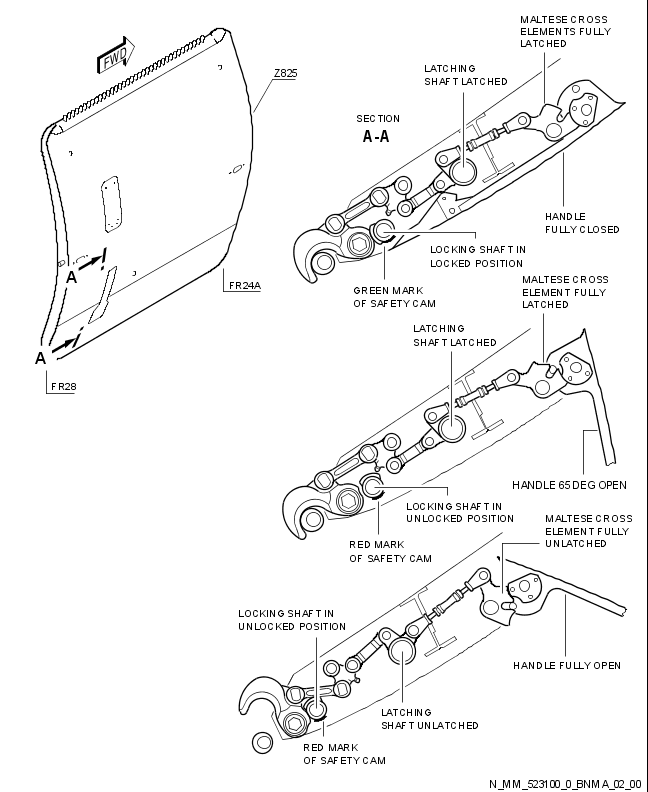 MALTESE CROSS
ELEMENTS FULLY
LATCHED
FWD
LATCHING
SHAFT LATCHED
Z825
SECTION
A-A
HANDLE
FULLY CLOSED
LOCKING SHAFT IN
LOCKED POSITION
A
FR24A
GREEN MARK
OF SAFETY CAM
MALTESE CROSS
ELEMENT FULLY
LATCHED
A
FR28
LATCHING
SHAFT LATCHED
HANDLE 65 DEG OPEN
LOCKING SHAFT IN
UNLOCKED POSITION
RED MARK
OF SAFETY CAM
MALTESE CROSS
ELEMENT FULLY
UNLATCHED
LOCKING SHAFT IN
UNLOCKED POSITION
HANDLE FULLY OPEN
LATCHING
SHAFT UNLATCHED
RED MARK
OF SAFETY CAM
N_MM_523100_0_BNMA_02_00